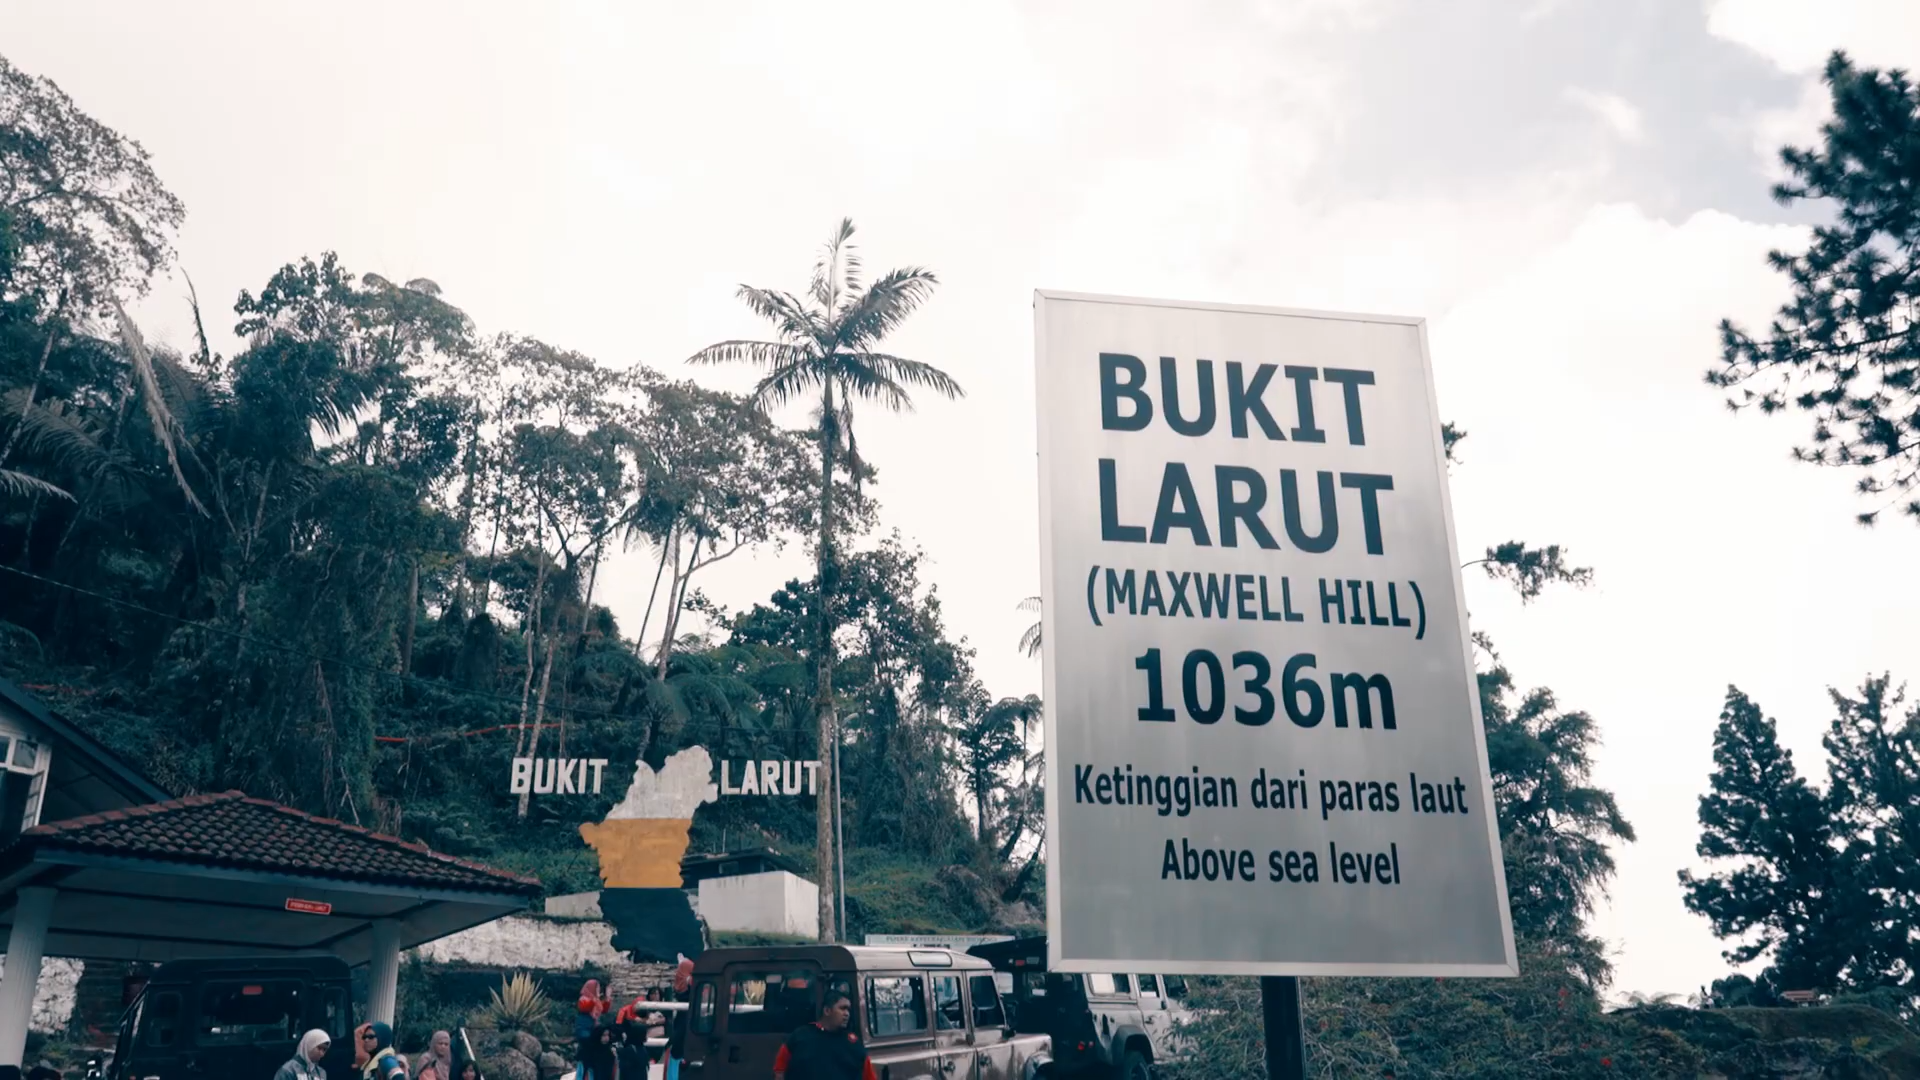 BUKIT
LARUT
(MAXWELL HILL)
1036m
Ketinggian dari paras laut
Above sea level
BUKIT LARUT